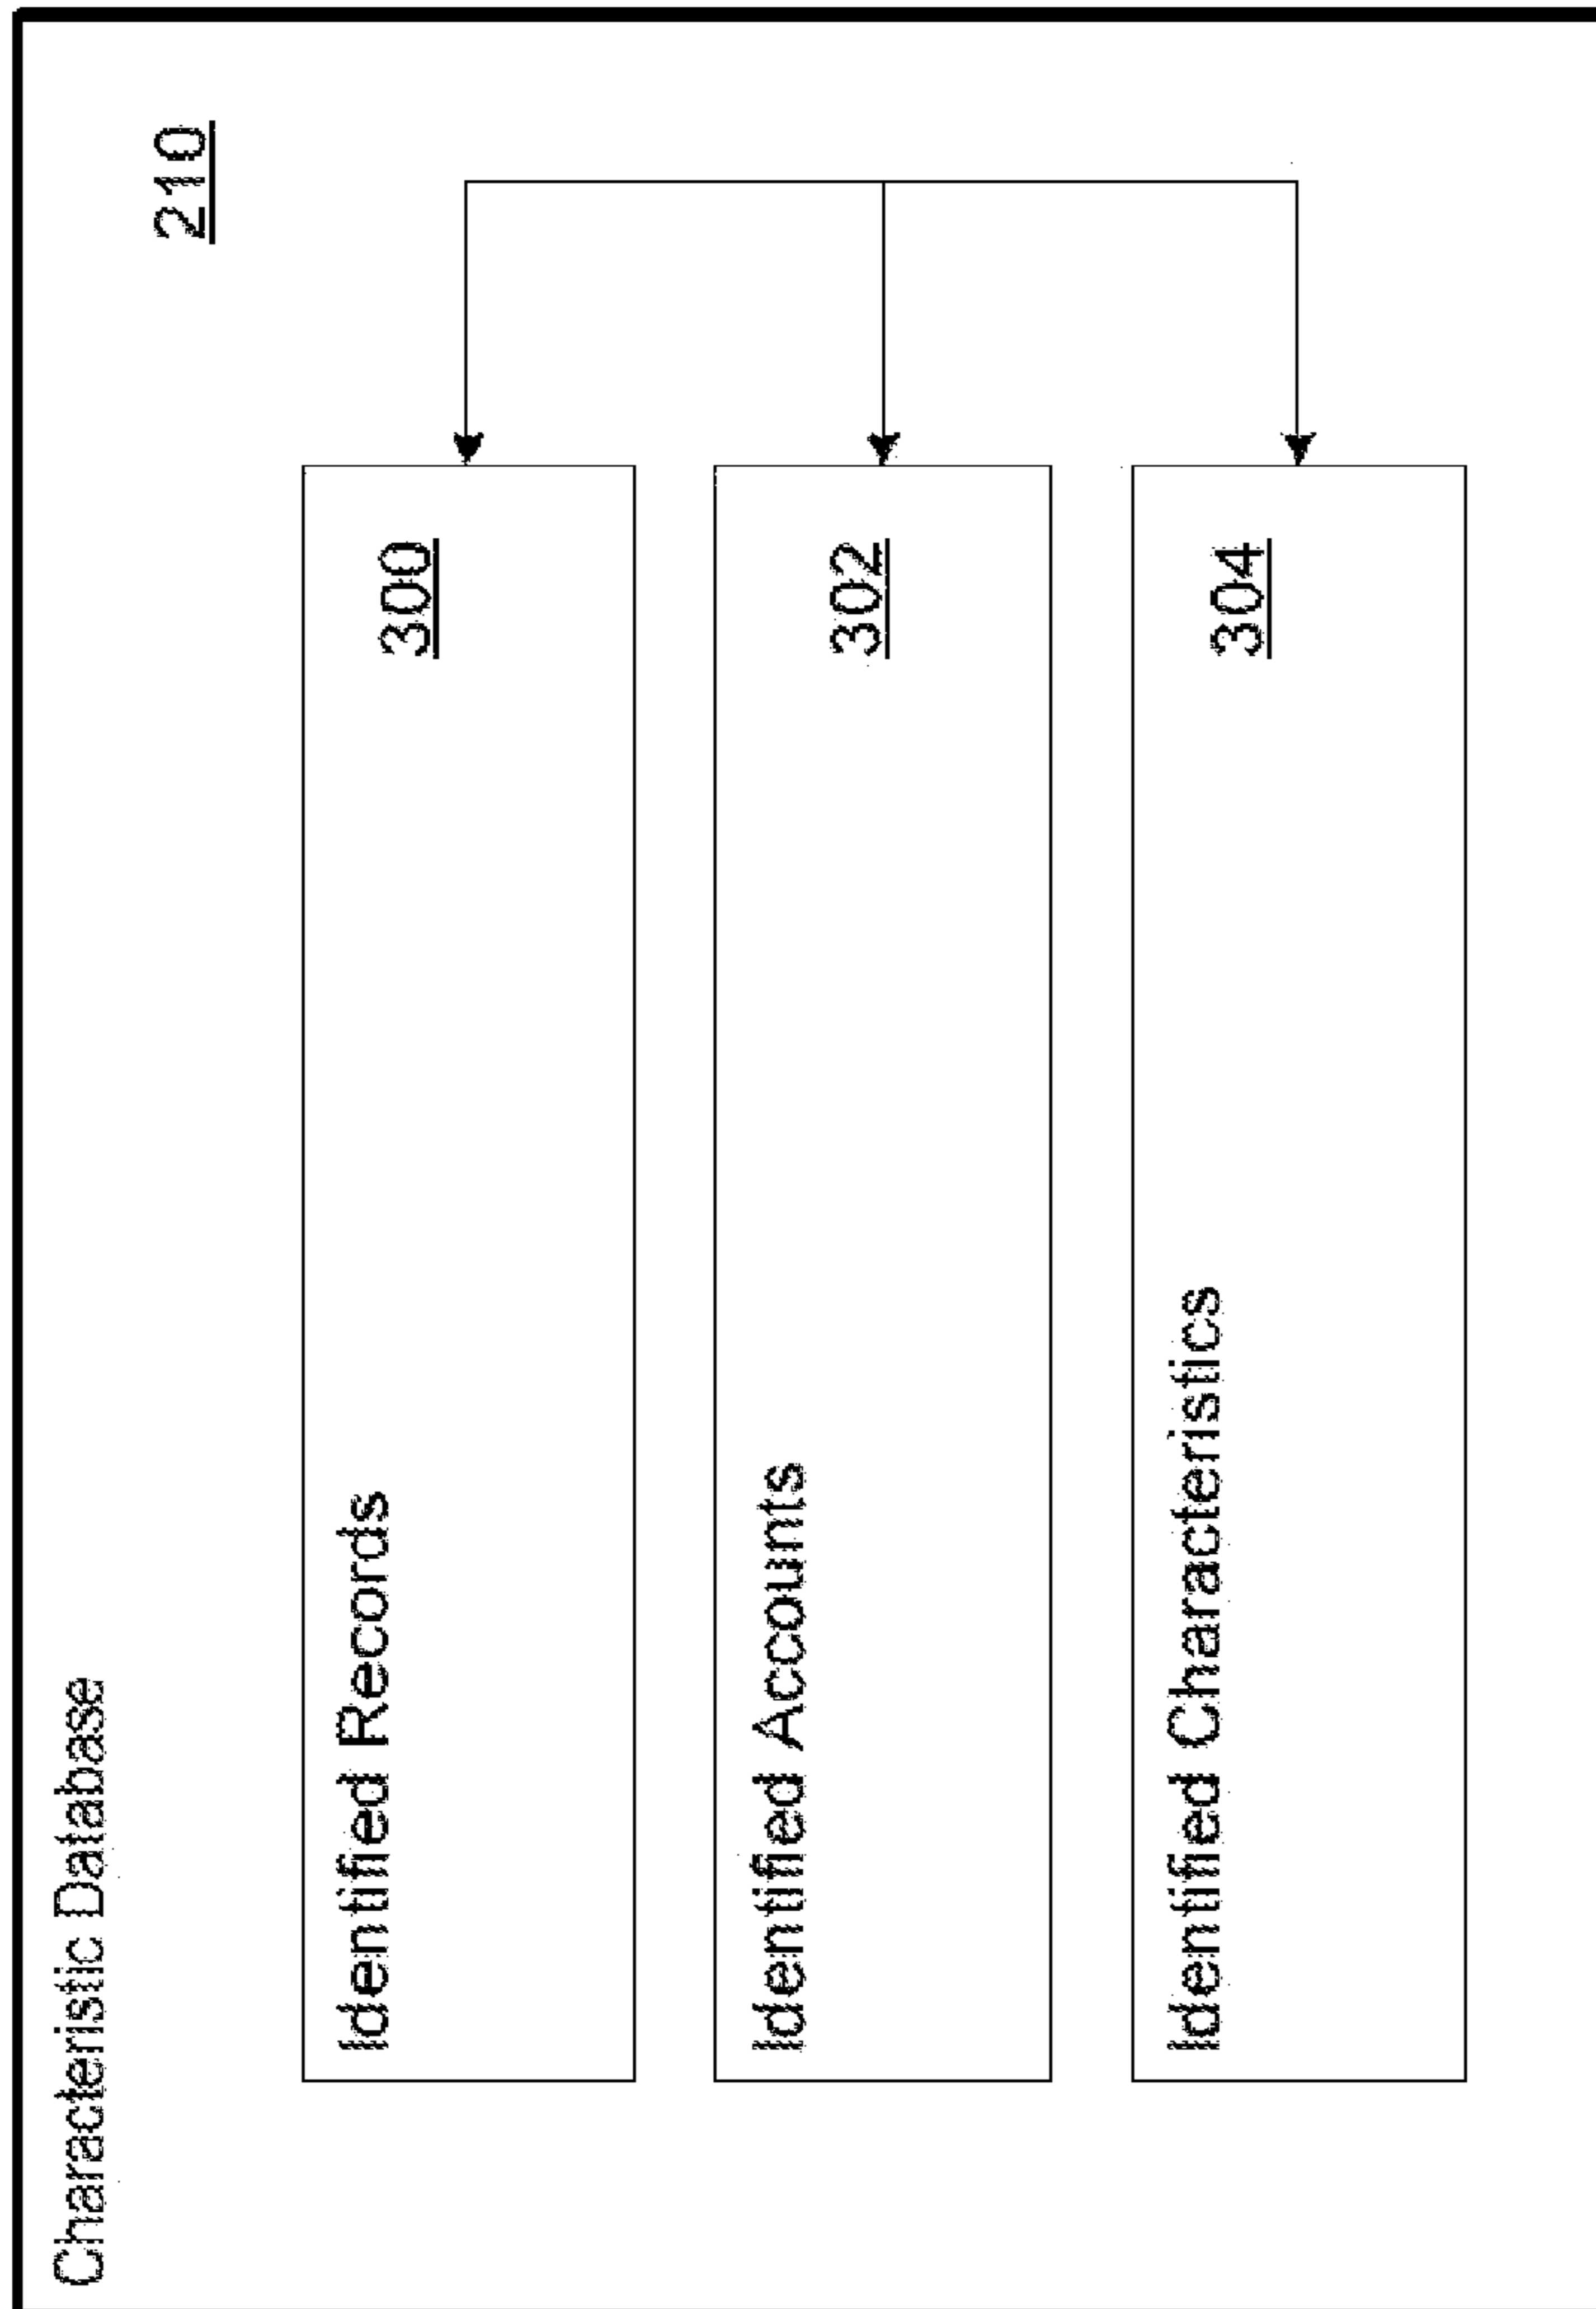 Characteristic Database
210
Identified Records
300
Identified Accounts
302
Identified Characteristics
304